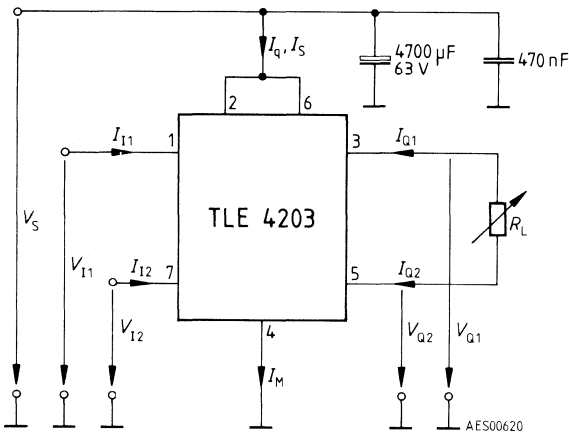 I_q, I_S
4700 µF
63 V
470 nF
2
6
I_I1
1
3
I_Q1
TLE 4203
V_S
R_L
V_I1
I_I2
7
5
I_Q2
V_I2
4
V_Q2
V_Q1
I_M
AES00620